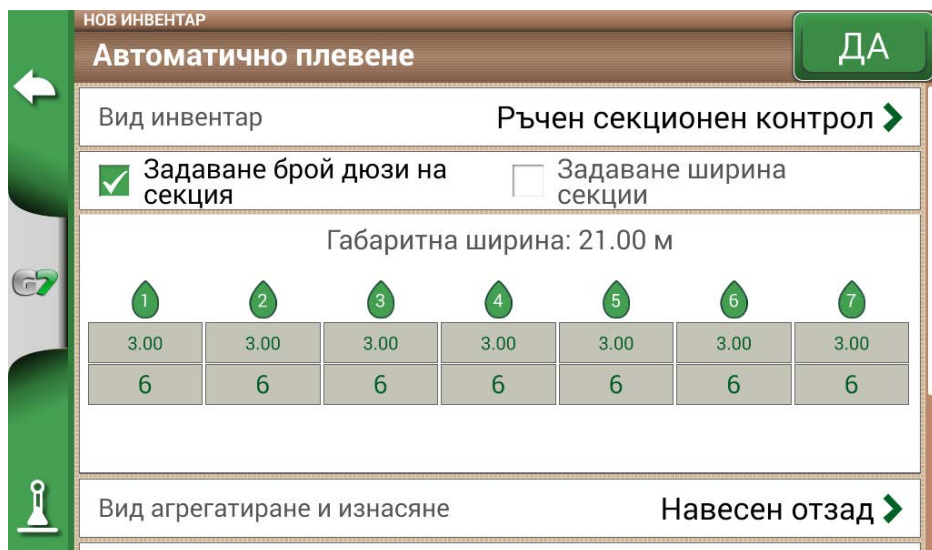 НОВ ИНВЕНТАР
Автоматично плевене
ДА
Вид инвентар Ръчен секционен контрол
Задаване брой дюзи на
секция
Задаване ширина
секции
Габаритна ширина: 21.00 м
1 2 3 4 5 6 7
3.00 3.00 3.00 3.00 3.00 3.00 3.00
6 6 6 6 6 6 6
Вид агрегатиране и изнасяне Навесен отзад
G7